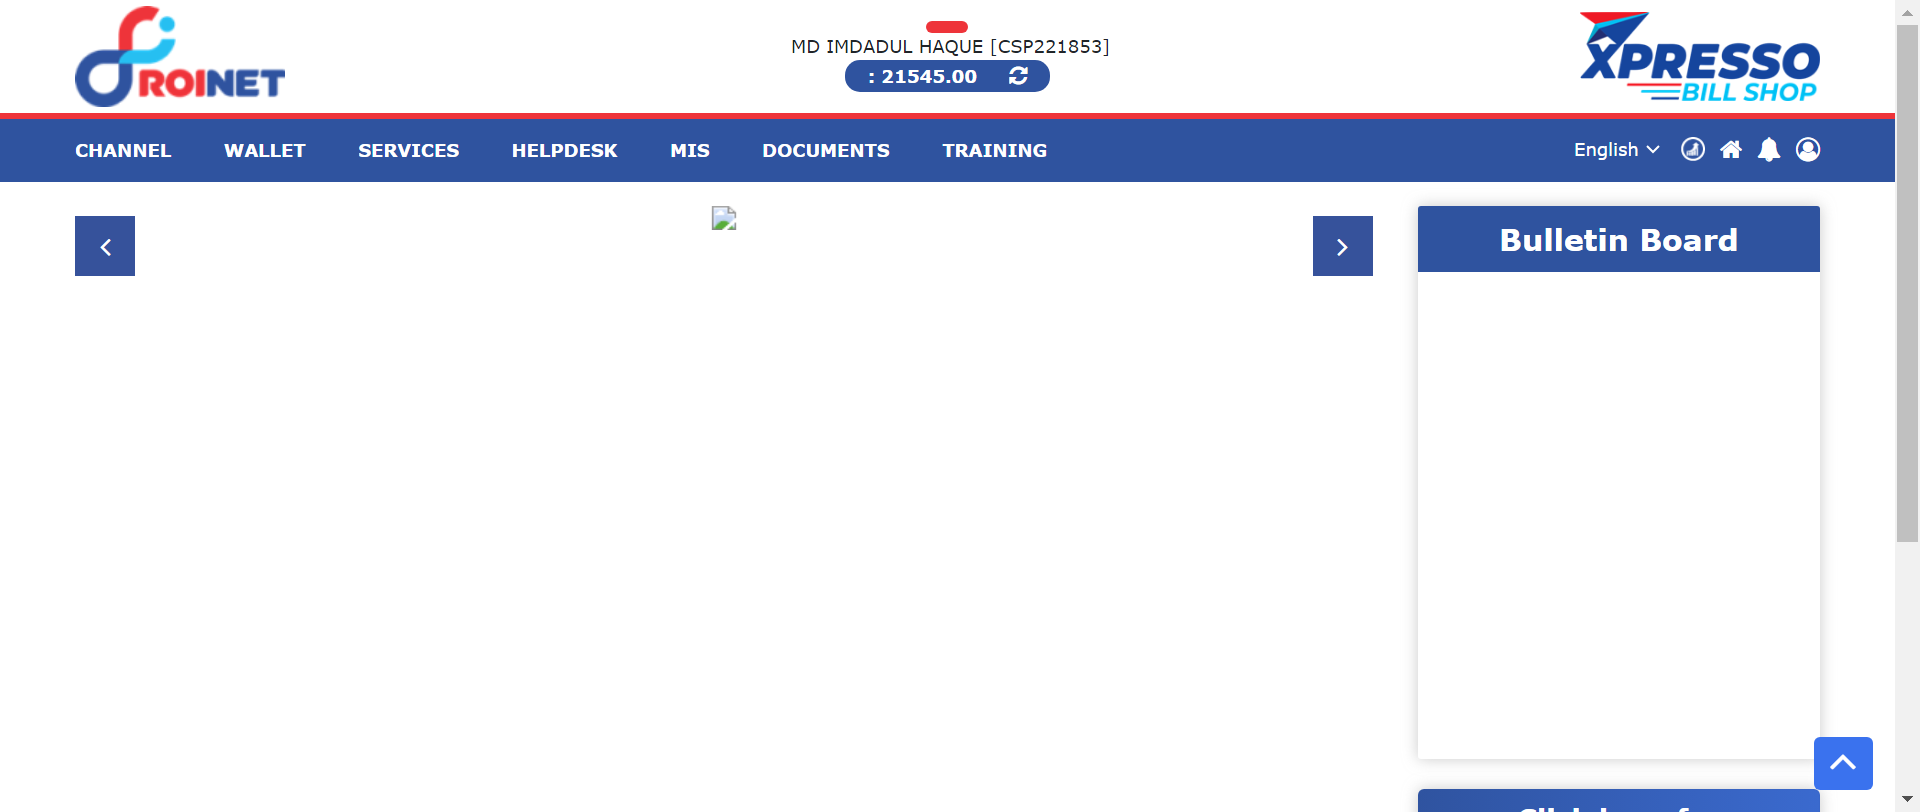 ROINET
MD IMDADUL HAQUE [CSP221853]
: 21545.00
XPRESSO
BILL SHOP
CHANNEL WALLET SERVICES HELPDESK MIS DOCUMENTS TRAINING
English
Bulletin Board